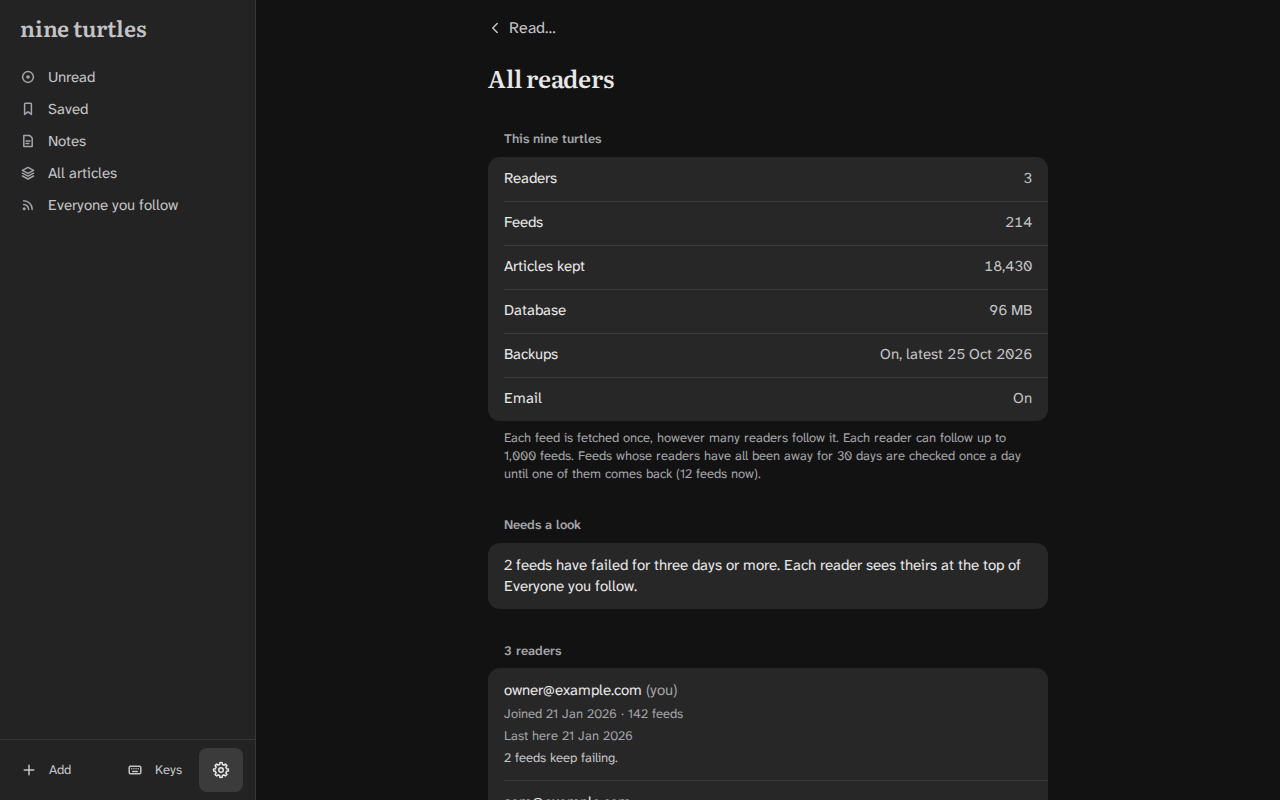 nine turtles
Unread
Saved
Notes
All articles
Everyone you follow
Add
Keys
Read...
All readers
This nine turtles
Readers 3
Feeds 214
Articles kept 18,430
Database 96 MB
Backups On, latest 25 Oct 2026
Email On
Each feed is fetched once, however many readers follow it. Each reader can follow up to
1,000 feeds. Feeds whose readers have all been away for 30 days are checked once a day
until one of them comes back (12 feeds now).
Needs a look
2 feeds have failed for three days or more. Each reader sees theirs at the top of
Everyone you follow.
3 readers
owner@example.com (you)
Joined 21 Jan 2026 · 142 feeds
Last here 21 Jan 2026
2 feeds keep failing.